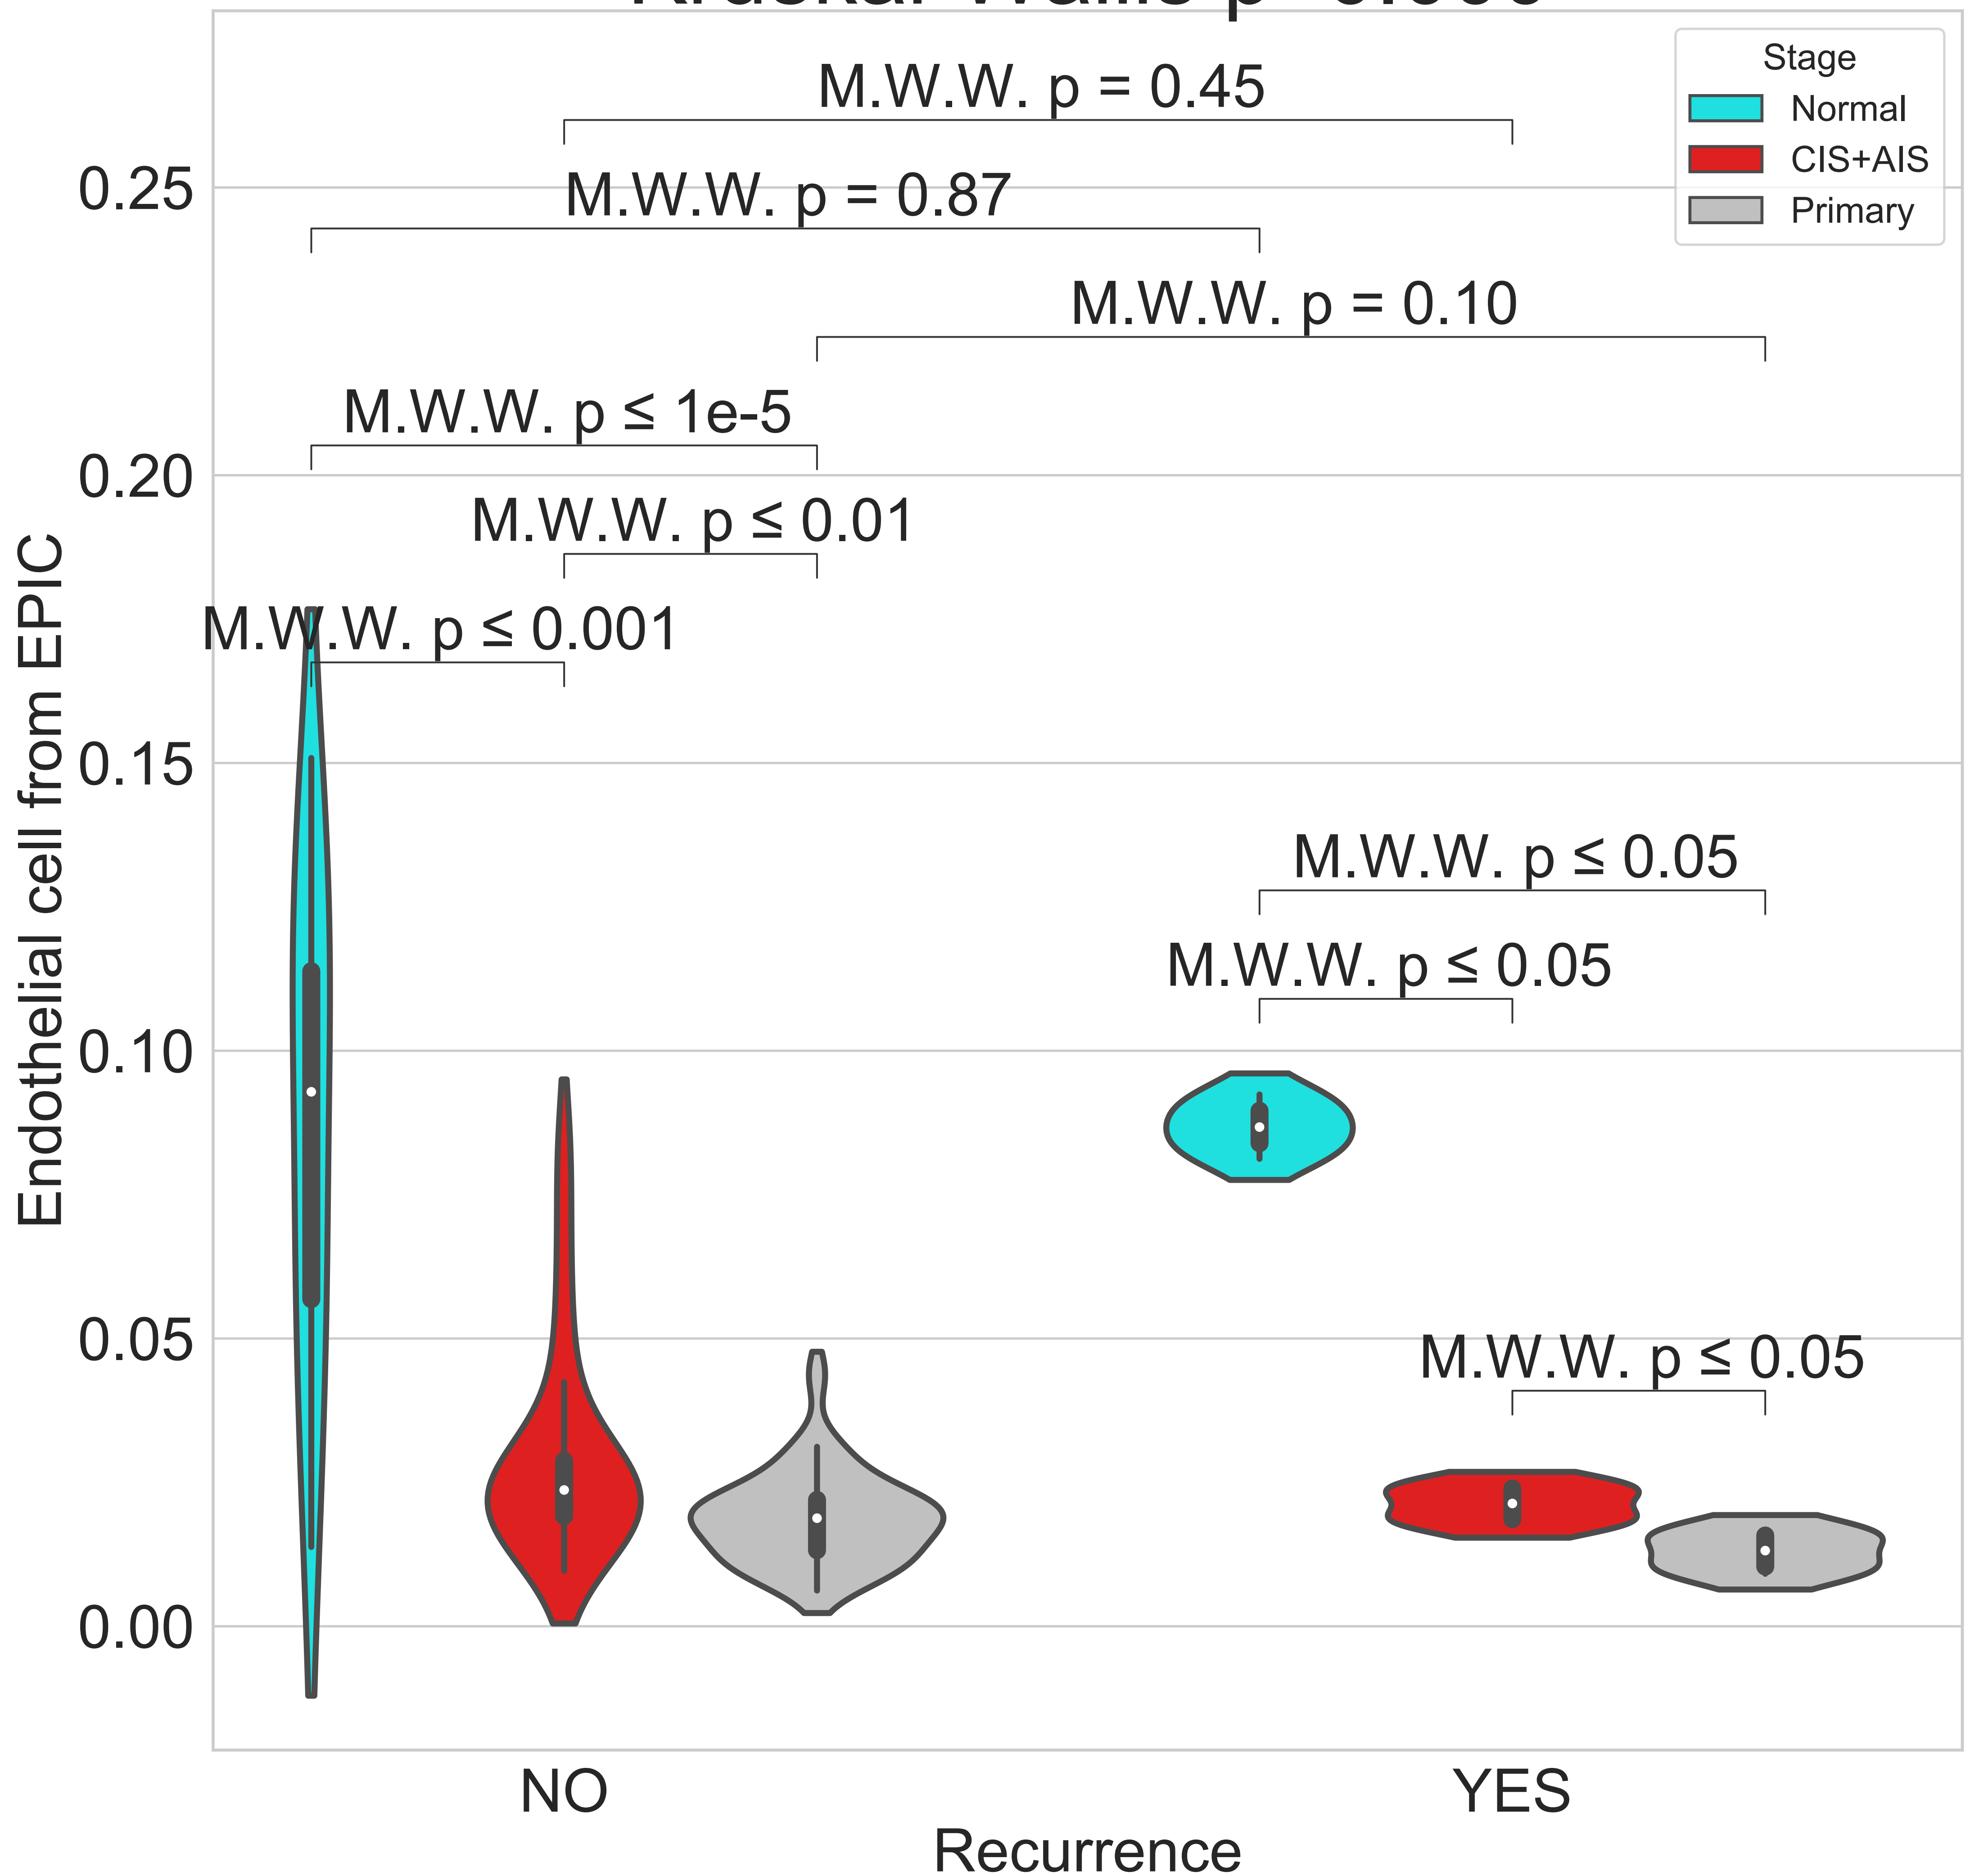 Stage
Normal
CIS+AIS
Primary
M.W.W. p = 0.45
M.W.W. p = 0.87
M.W.W. p = 0.10
M.W.W. p ≤ 1e-5
M.W.W. p ≤ 0.01
M.W.W. p ≤ 0.001
M.W.W. p ≤ 0.05
M.W.W. p ≤ 0.05
M.W.W. p ≤ 0.05
0.25
0.20
0.15
0.10
0.05
0.00
Endothelial cell from EPIC
NO
YES
Recurrence